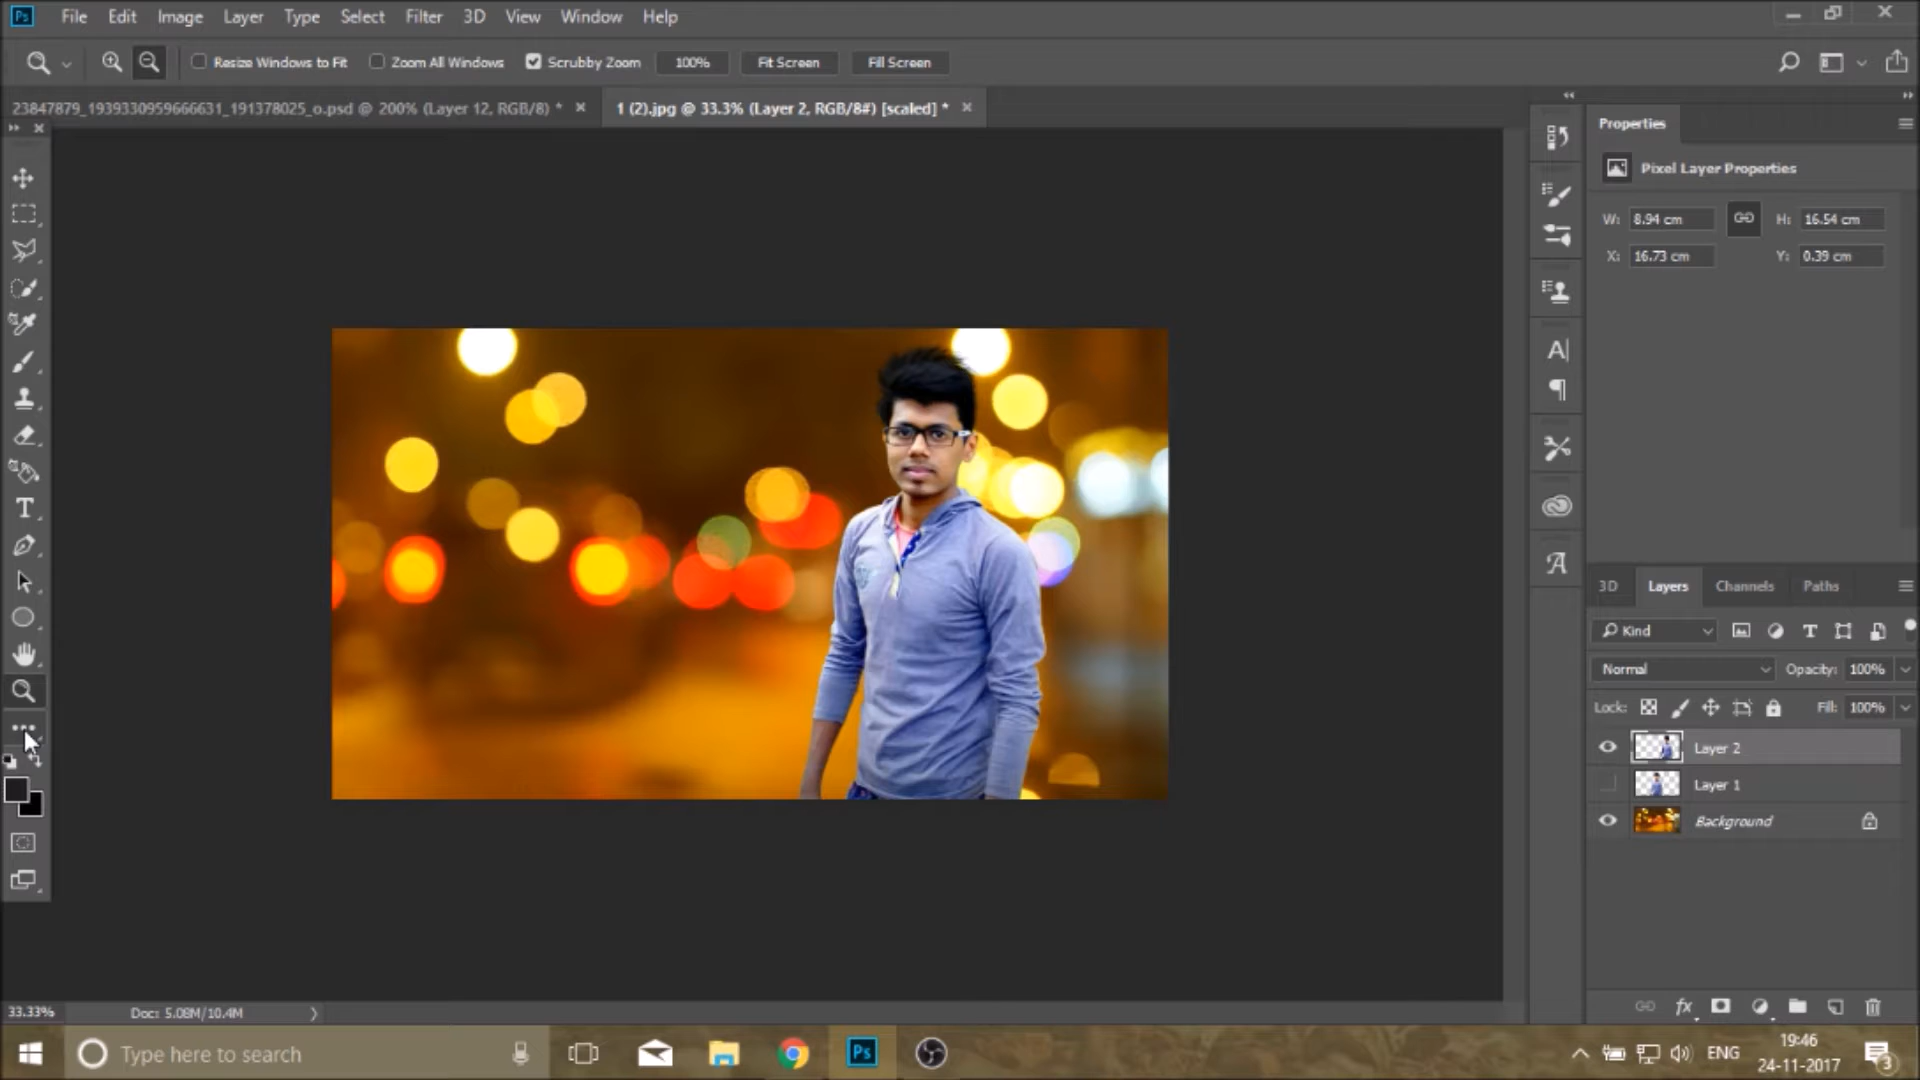 Ps File Edit Image Layer Type Select Filter 3D View Window Help
Resize Windows to Fit Zoom All Windows Scrubby Zoom 100% Fit Screen Fill Screen
23847879_1939330959666631_191378025_o.psd @ 200% (Layer 12, RGB/8) * × 1 (2).jpg @ 33.3% (Layer 2, RGB/8#) [scaled] * ×
Properties
Pixel Layer Properties
W: 8.94 cm H: 16.54 cm
X: 16.73 cm Y: 0.39 cm
3D Layers Channels Paths
Kind
Normal Opacity: 100%
Lock: Fill: 100%
Layer 2
Layer 1
Background
fx
33.33% Doc: 5.08M/10.4M
Type here to search
Ps
ENG
19:46
24-11-2017
3